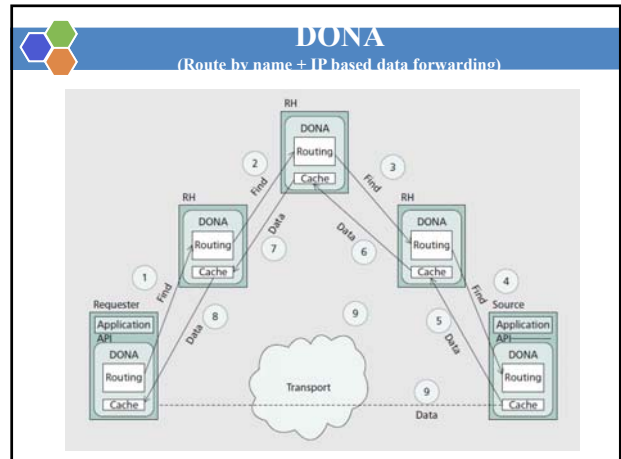 DONA
(Route by name + IP based data forwarding)
RH
DONA
Routing
Cache
2
Find
3
Find
Data
7
Data
6
RH
DONA
Routing
Cache
RH
DONA
Routing
Cache
1
Find
4
Find
Data
8
5
Data
Requester
Application
API
DONA
Routing
Cache
9
Transport
9
Data
Source
Application
API
DONA
Routing
Cache